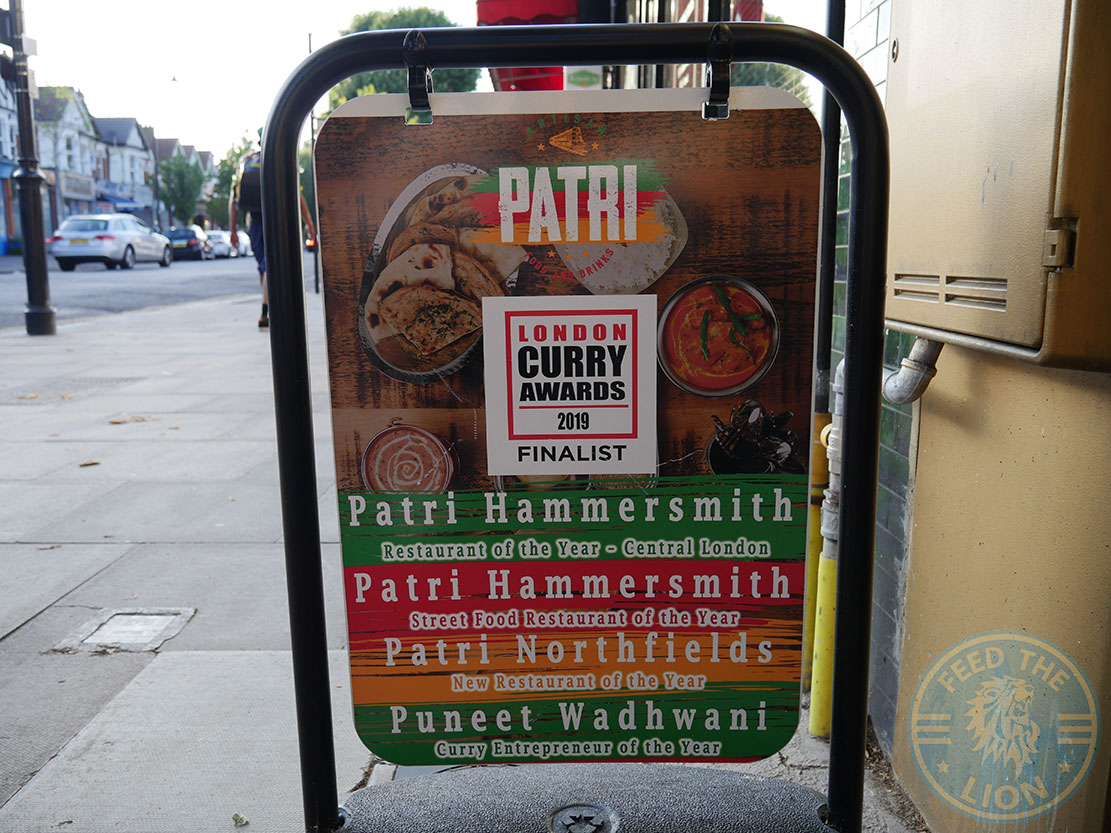 ARTISAN
PATRI
FOOD AND DRINKS
LONDON
CURRY
AWARDS
2019
FINALIST
Patri Hammersmith
Restaurant of the Year - Central London
Patri Hammersmith
Street Food Restaurant of the Year
Patri Northfields
New Restaurant of the Year
Puneet Wadhwani
Curry Entrepreneur of the Year
FEED THE
LION